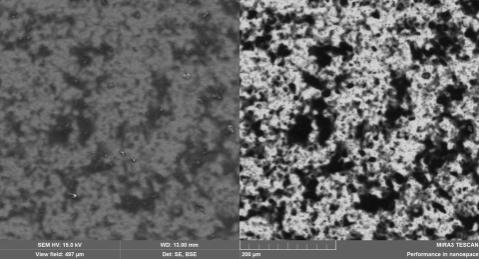 SEM HV: 15.0 kV
WD: 13.00 mm
MIRA3 TESCAN
View field: 497 µm
Det: SE, BSE
200 µm
Performance in nanospace